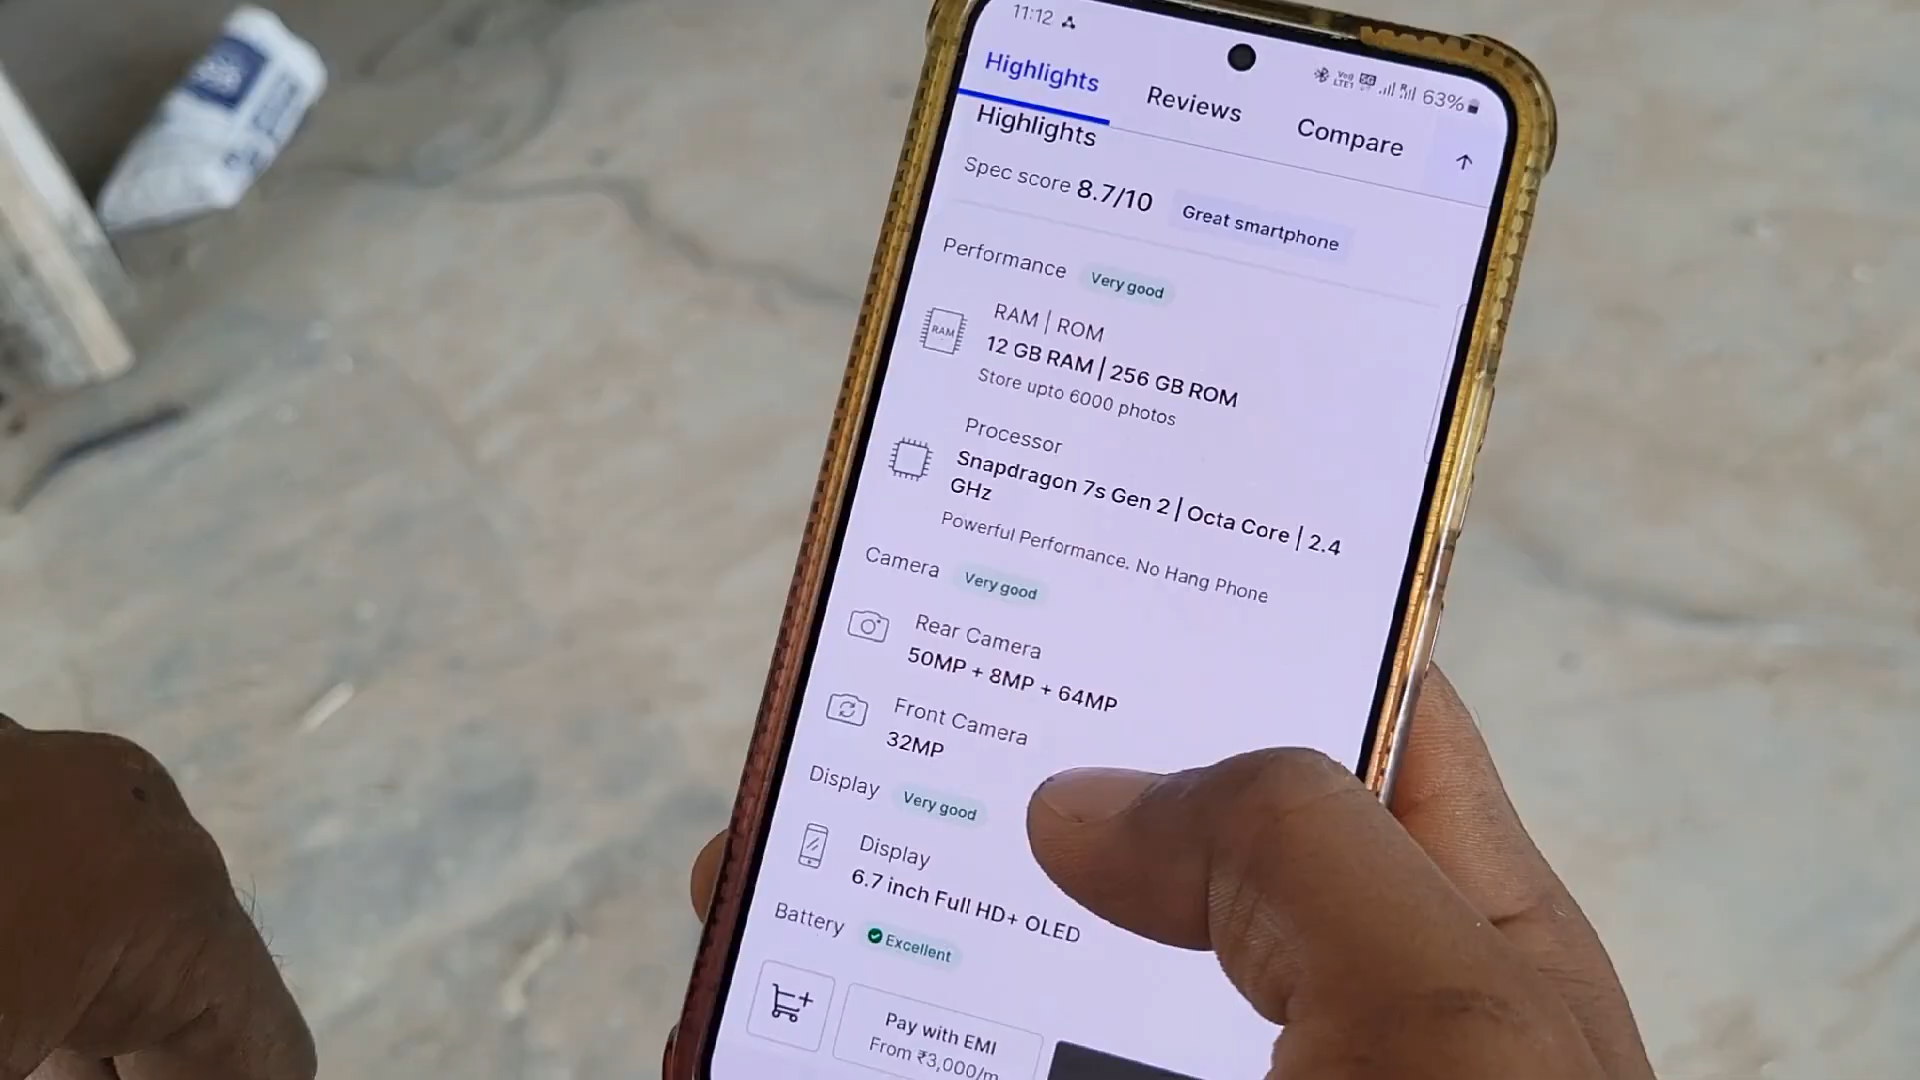 11:12
Vo))
LTE1
5G
63%
Highlights
Reviews
Compare
Highlights
Spec score 8.7/10
Great smartphone
Performance
Very good
RAM
RAM | ROM
12 GB RAM | 256 GB ROM
Store upto 6000 photos
Processor
Snapdragon 7s Gen 2 | Octa Core | 2.4
GHz
Powerful Performance. No Hang Phone
Camera
Very good
Rear Camera
50MP + 8MP + 64MP
Front Camera
32MP
Display
Very good
Display
6.7 inch Full HD+ OLED
Battery
Excellent
Pay with EMI
From ₹3,000/m